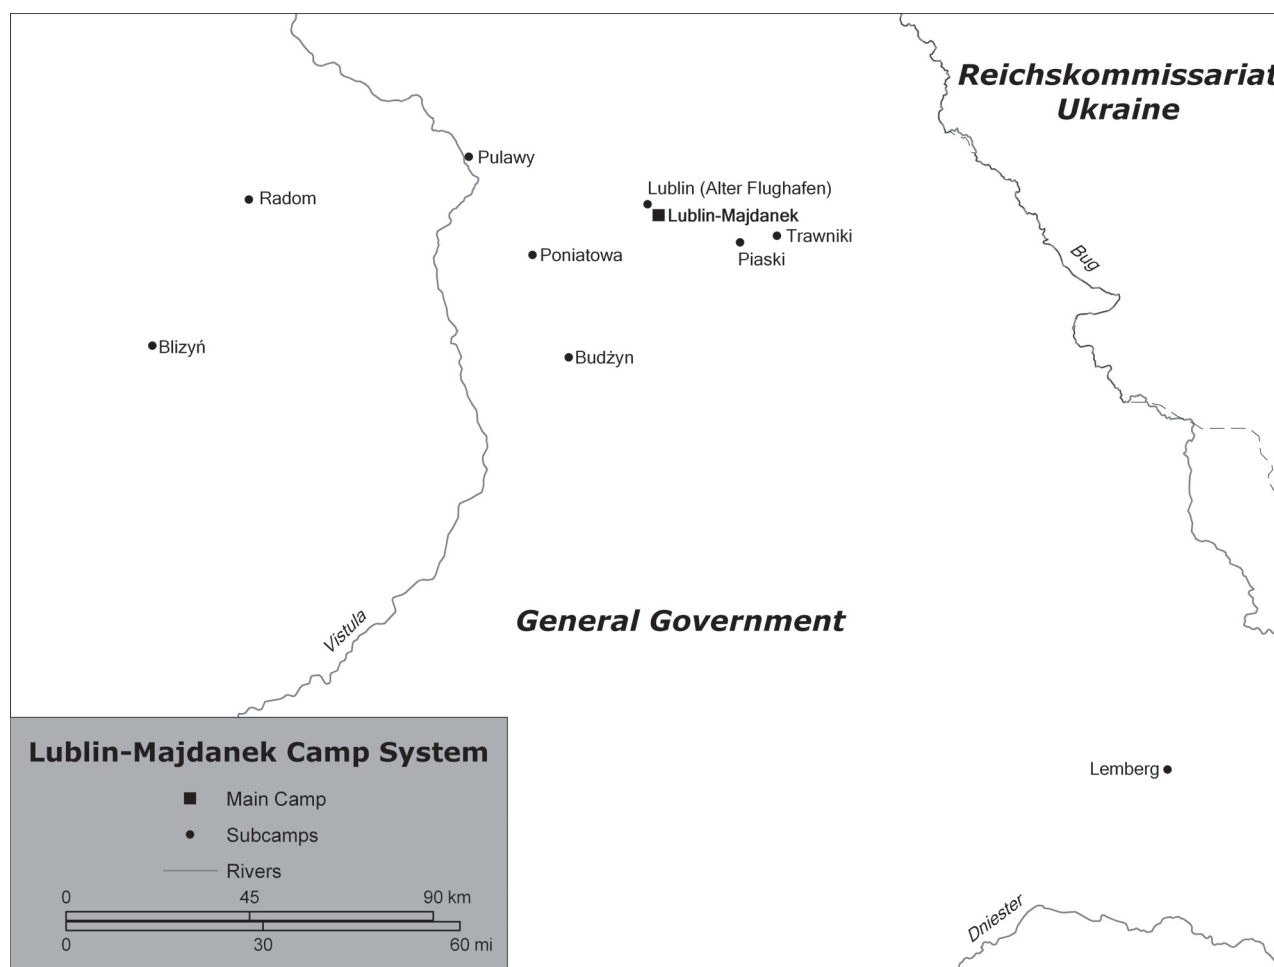 Reichskommissariat
Ukraine
Pulawy
Radom
Lublin (Alter Flughafen)
Lublin-Majdanek
Trawniki
Piaski
Poniatowa
Bug
Blizyń
Budżyn
Vistula
General Government
Lublin-Majdanek Camp System
Main Camp
Subcamps
Rivers
0 45 90 km
0 30 60 mi
Lemberg
Dniester